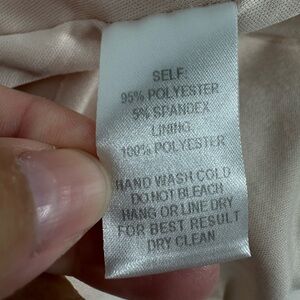 SELF:
95% POLYESTER
5% SPANDEX
LINING
100% POLYESTER
HAND WASH COLD
DO NOT BLEACH
HANG OR LINE DRY
FOR BEST RESULT
DRY CLEAN